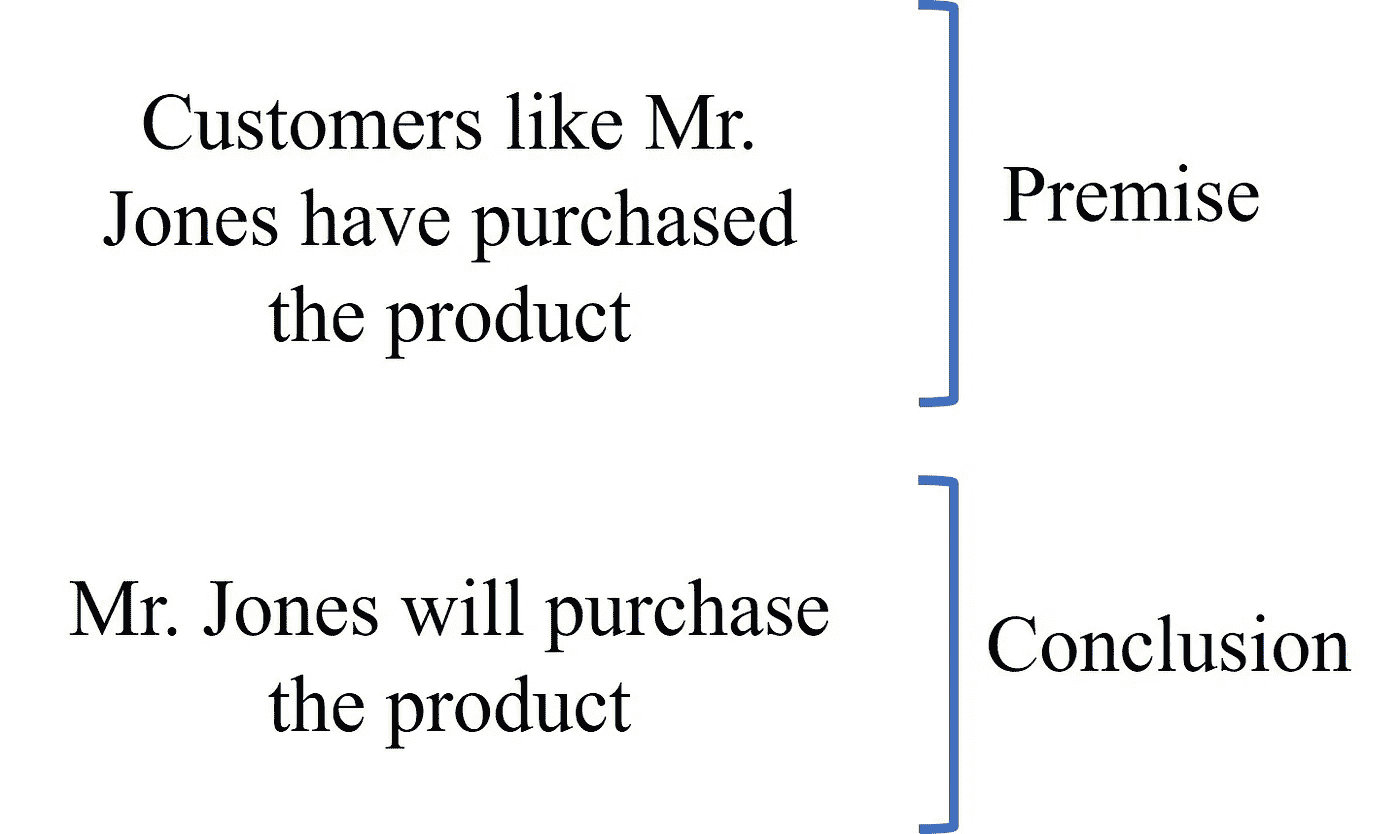 Customers like Mr.
Jones have purchased
the product
Premise
Mr. Jones will purchase
the product
Conclusion